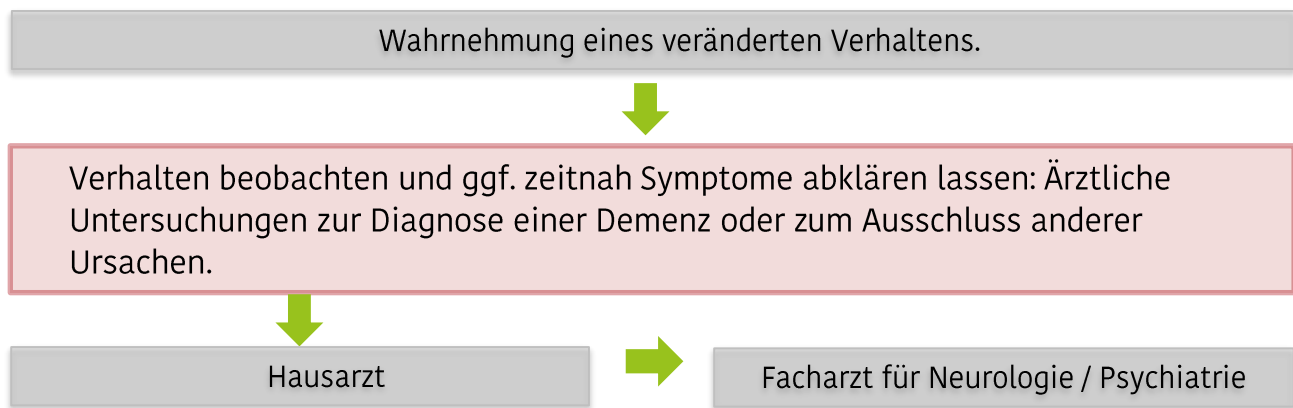 Wahrnehmung eines veränderten Verhaltens.
Verhalten beobachten und ggf. zeitnah Symptome abklären lassen: Ärztliche
Untersuchungen zur Diagnose einer Demenz oder zum Ausschluss anderer
Ursachen.
Hausarzt
Facharzt für Neurologie / Psychiatrie